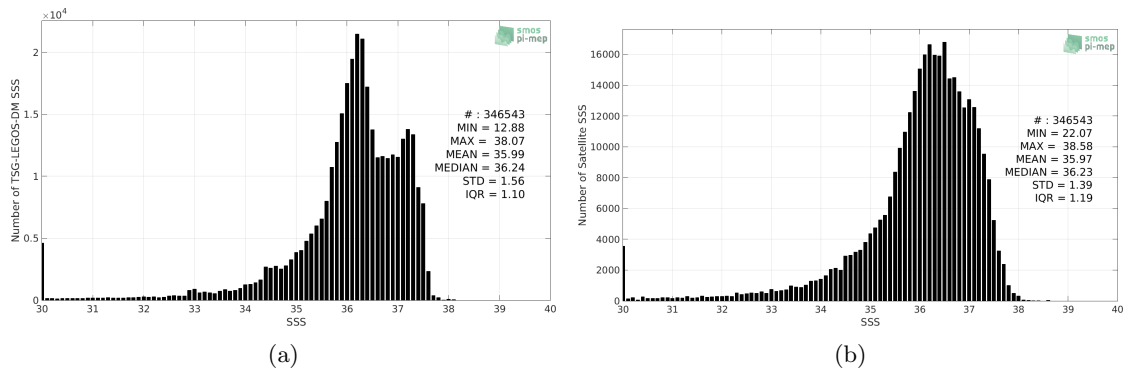 ×10⁴
2
1.5
1
0.5
0
30 31 32 33 34 35 36 37 38 39 40
SSS
Number of TSG-LEGOS-DM SSS
smos
pi-mep
# : 346543
MIN = 12.88
MAX = 38.07
MEAN = 35.99
MEDIAN = 36.24
STD = 1.56
IQR = 1.10
(a)
16000
14000
12000
10000
8000
6000
4000
2000
0
30 31 32 33 34 35 36 37 38 39 40
SSS
Number of Satellite SSS
smos
pi-mep
# : 346543
MIN = 22.07
MAX = 38.58
MEAN = 35.97
MEDIAN = 36.23
STD = 1.39
IQR = 1.19
(b)